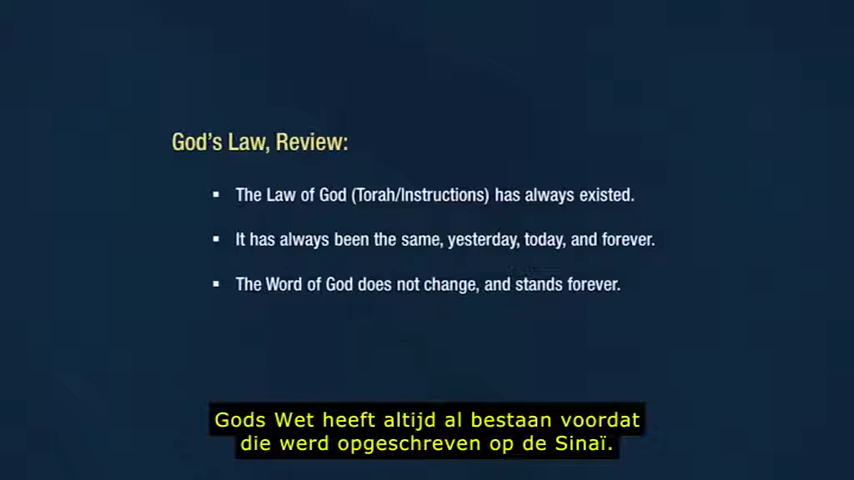 God's Law, Review:
▪ The Law of God (Torah/Instructions) has always existed.
▪ It has always been the same, yesterday, today, and forever.
▪ The Word of God does not change, and stands forever.
Gods Wet heeft altijd al bestaan voordat
die werd opgeschreven op de Sinaï.